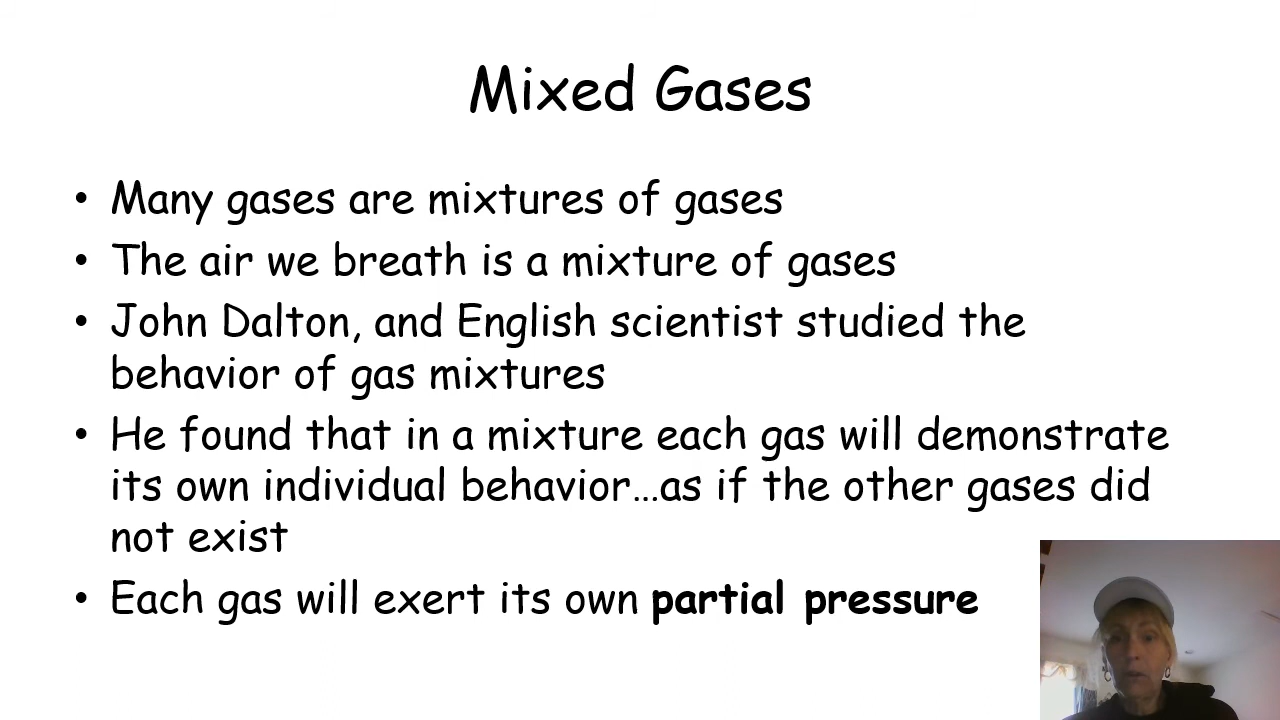 Mixed Gases
• Many gases are mixtures of gases
• The air we breath is a mixture of gases
• John Dalton, and English scientist studied the
behavior of gas mixtures
• He found that in a mixture each gas will demonstrate
its own individual behavior…as if the other gases did
not exist
• Each gas will exert its own partial pressure